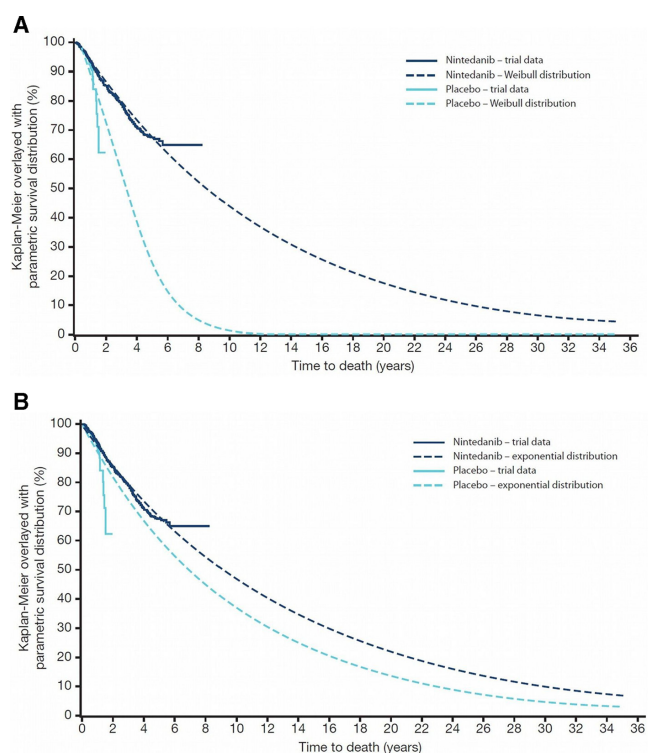 A
100
90
80
70
60
50
40
30
20
10
0
Kaplan-Meier overlayed with
parametric survival distribution (%)
Nintedanib – trial data
Nintedanib – Weibull distribution
Placebo – trial data
Placebo – Weibull distribution
0 2 4 6 8 10 12 14 16 18 20 22 24 26 28 30 32 34 36
Time to death (years)
B
100
90
80
70
60
50
40
30
20
10
0
Kaplan-Meier overlayed with
parametric survival distribution (%)
Nintedanib – trial data
Nintedanib – exponential distribution
Placebo – trial data
Placebo – exponential distribution
0 2 4 6 8 10 12 14 16 18 20 22 24 26 28 30 32 34 36
Time to death (years)